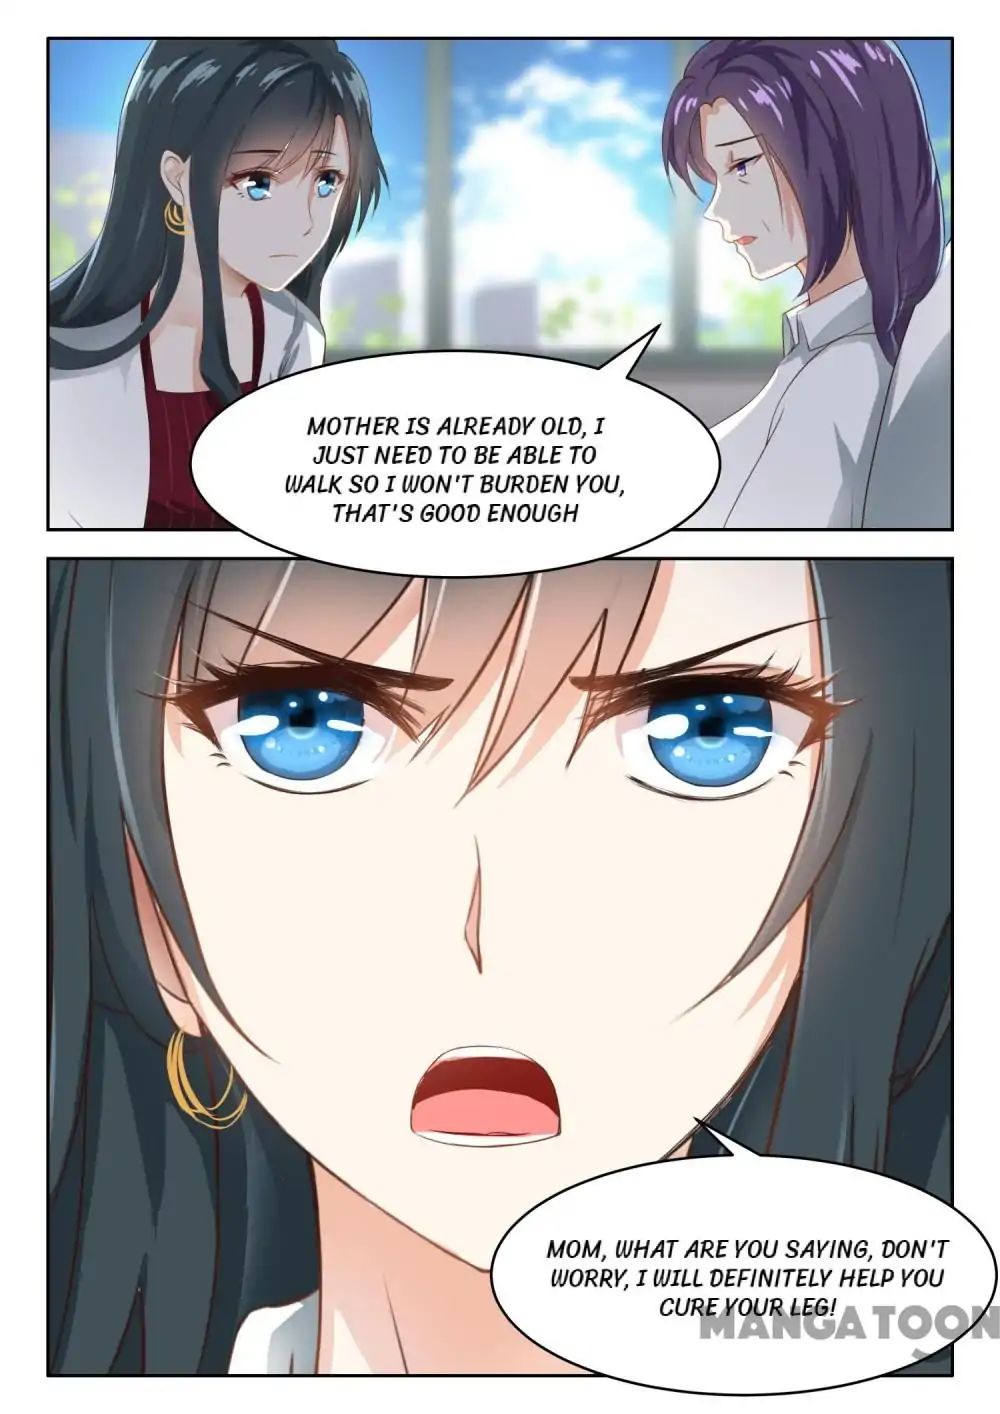 MOTHER IS ALREADY OLD, I
JUST NEED TO BE ABLE TO
WALK SO I WON'T BURDEN YOU,
THAT'S GOOD ENOUGH
MOM, WHAT ARE YOU SAYING, DON'T
WORRY, I WILL DEFINITELY HELP YOU
CURE YOUR LEG!
MANGATOON